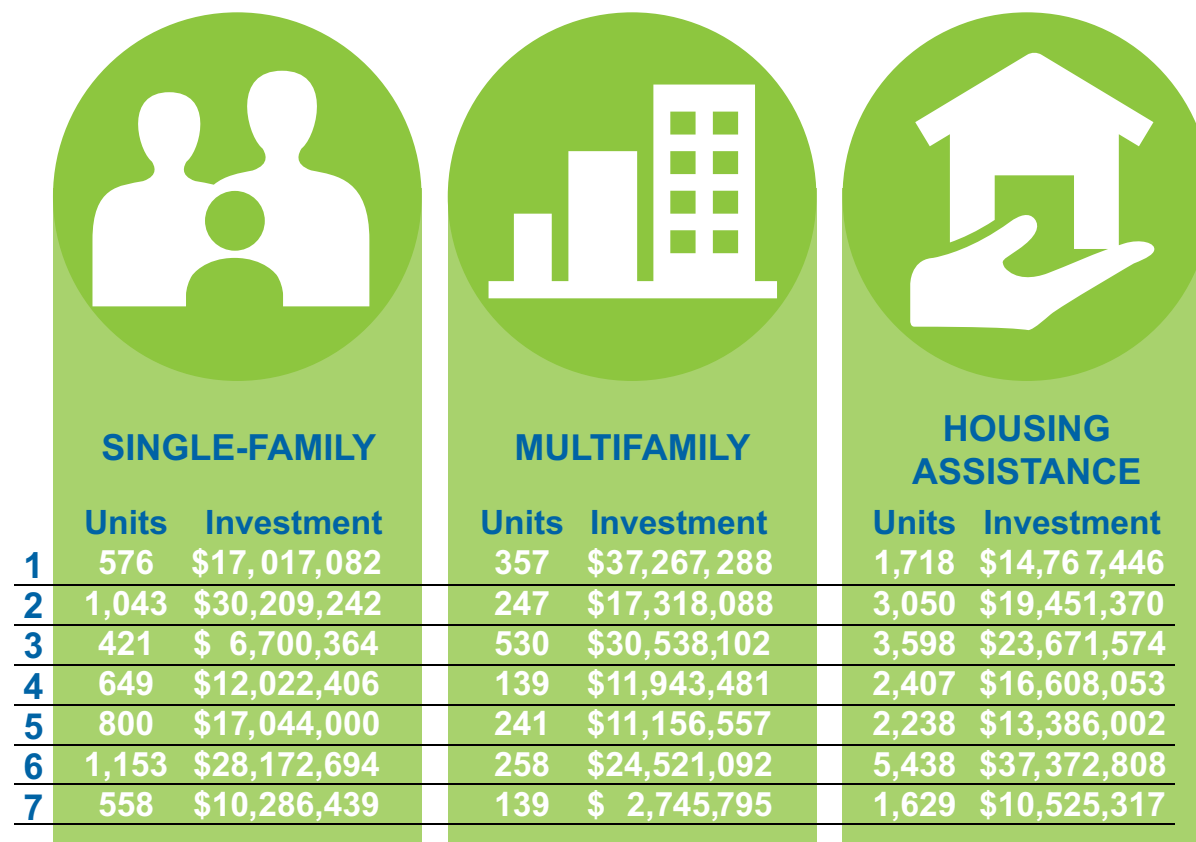 SINGLE-FAMILY MULTIFAMILY HOUSING ASSISTANCE
Units Investment Units Investment Units Investment
1 576 $17,017,082 357 $37,267,288 1,718 $14,767,446
2 1,043 $30,209,242 247 $17,318,088 3,050 $19,451,370
3 421 $ 6,700,364 530 $30,538,102 3,598 $23,671,574
4 649 $12,022,406 139 $11,943,481 2,407 $16,608,053
5 800 $17,044,000 241 $11,156,557 2,238 $13,386,002
6 1,153 $28,172,694 258 $24,521,092 5,438 $37,372,808
7 558 $10,286,439 139 $ 2,745,795 1,629 $10,525,317